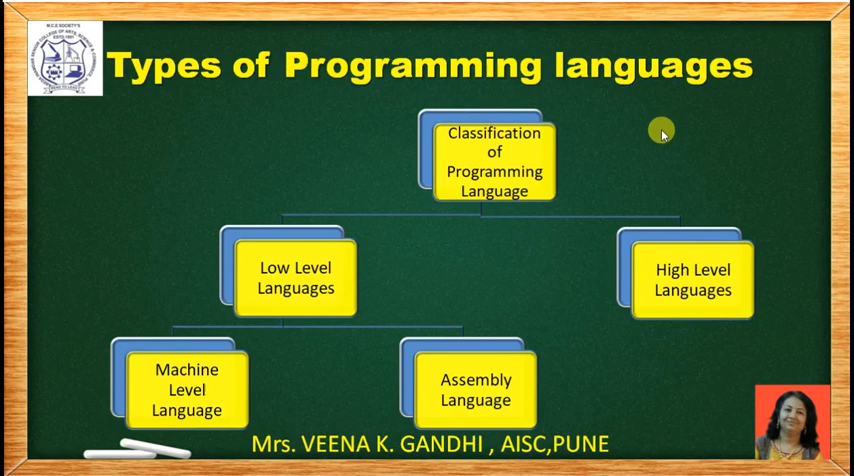 M.C.E SOCIETY'S
Types of Programming languages
Classification
of
Programming
Language
Low Level
Languages
High Level
Languages
Machine
Level
Language
Assembly
Language
Mrs. VEENA K. GANDHI , AISC,PUNE